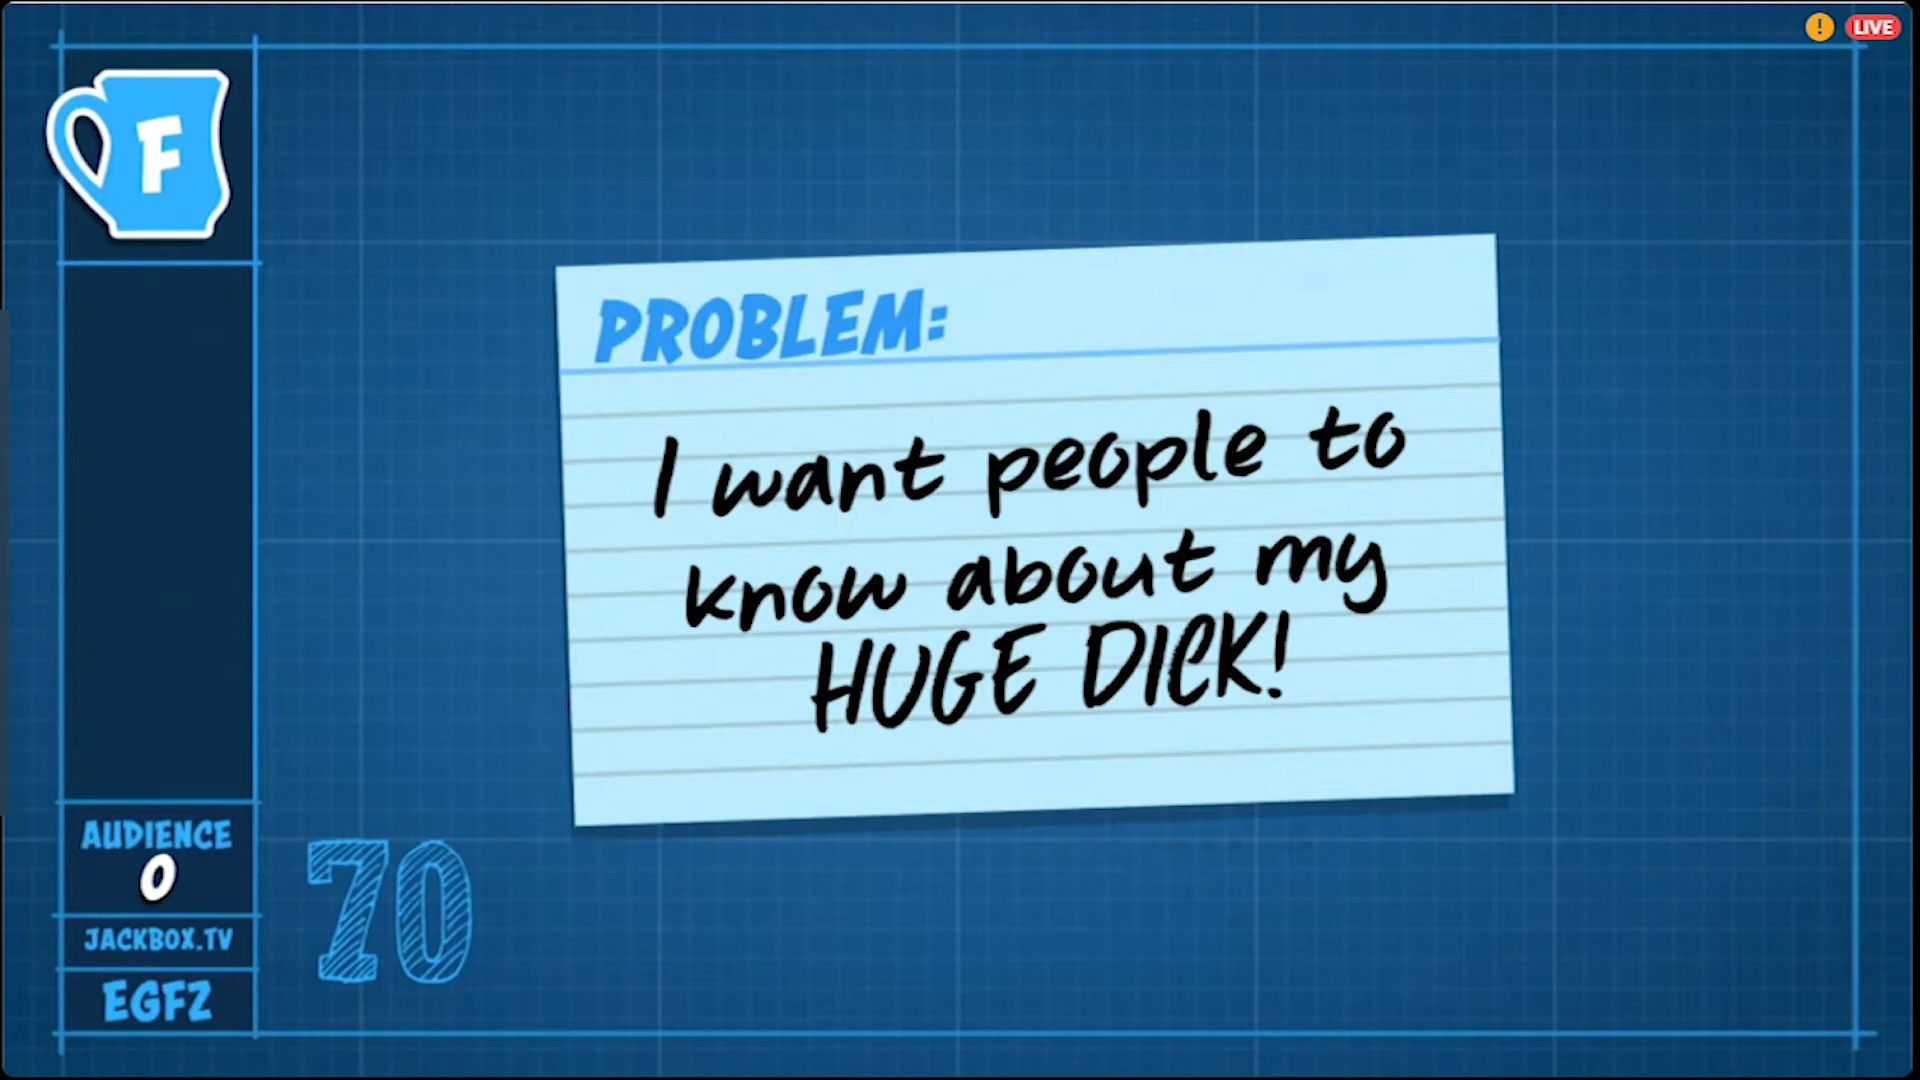 ! LIVE
F
PROBLEM:
I want people to
know about my
HUGE DICK!
AUDIENCE
0
JACKBOX.TV
EGFZ
70